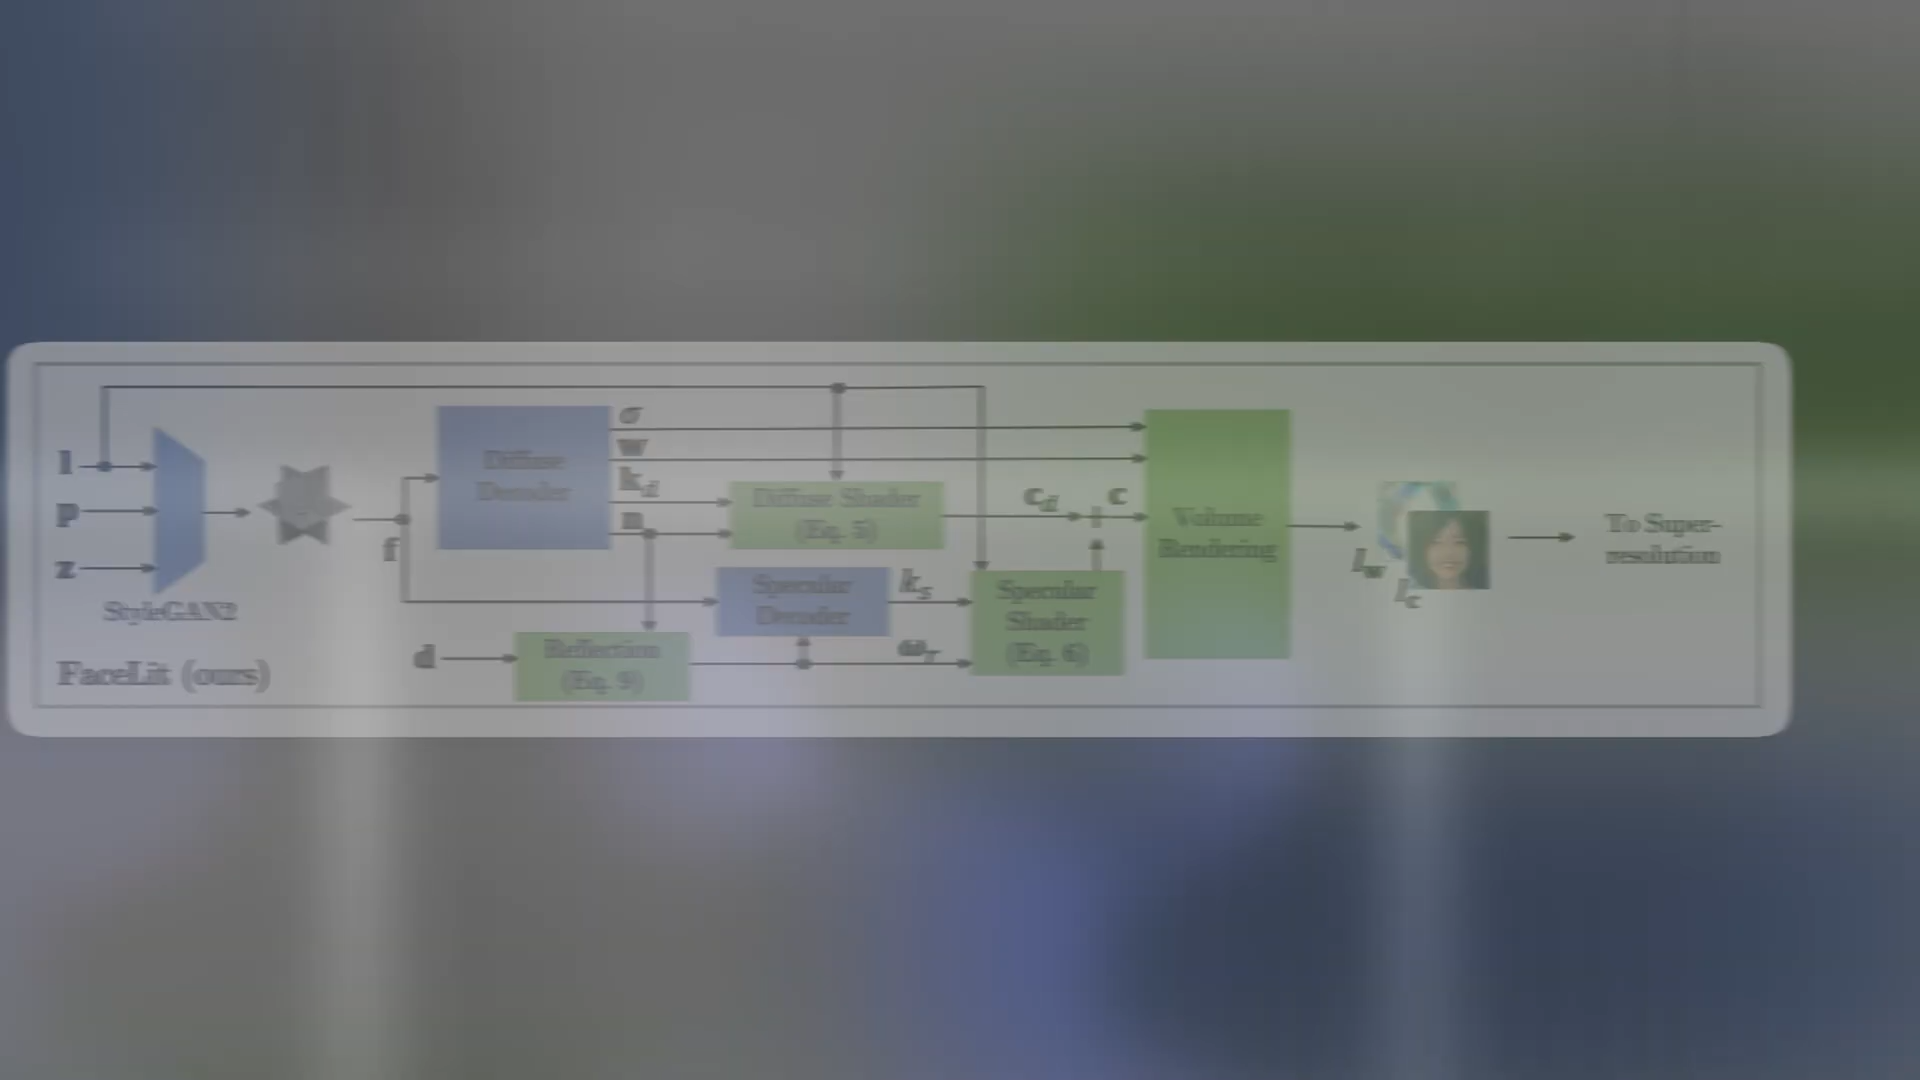 l
p
z
StyleGAN2
FaceLit (ours)
f
d
Diffuse
Decoder
σ
w
k_d
n
Diffuse Shader
(Eq. 5)
Specular
Decoder
Reflection
(Eq. 9)
k_s
ω_r
Specular
Shader
(Eq. 6)
c_d
+
c
Volume
Rendering
I_w
I_c
To Super-
resolution